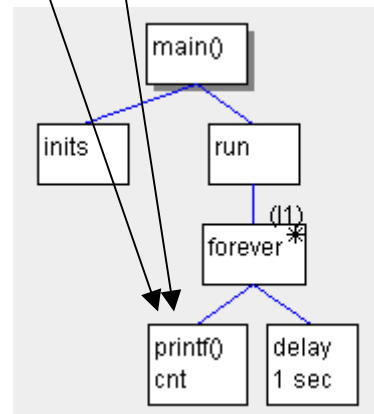 main()
inits
run
(I1)
forever *
printf()
cnt
delay
1 sec